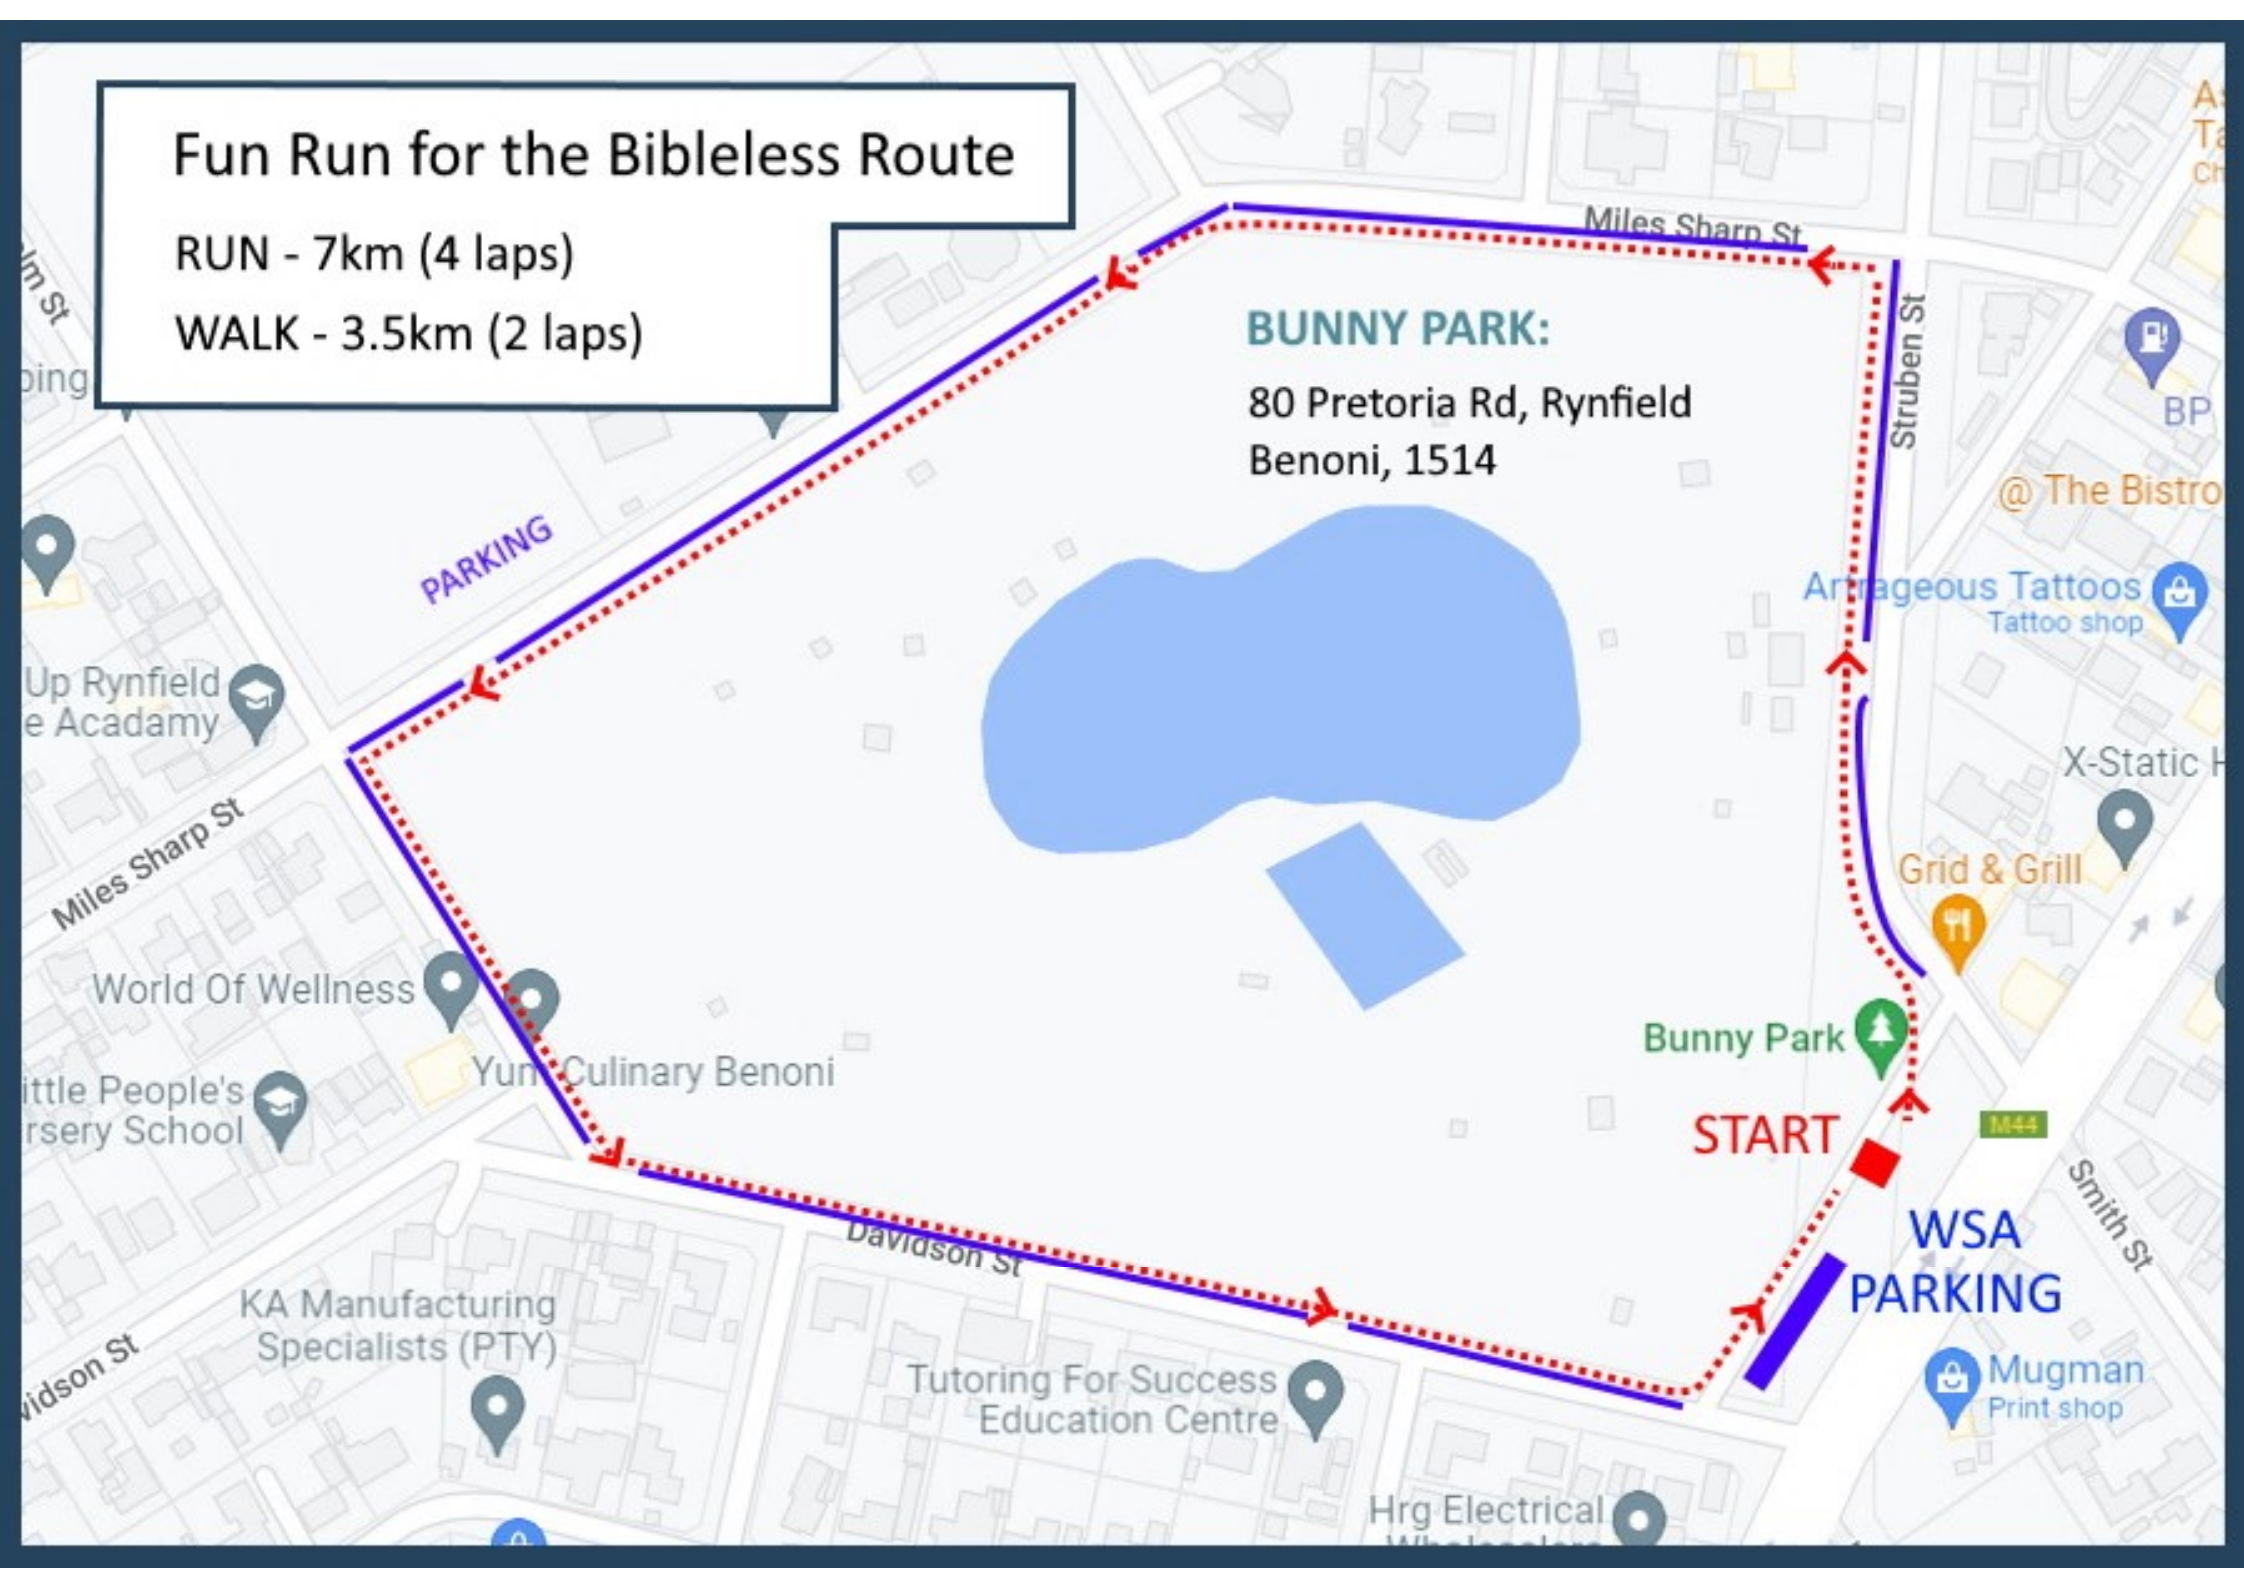 Fun Run for the Bibleless Route
RUN - 7km (4 laps)
WALK - 3.5km (2 laps)
BUNNY PARK:
80 Pretoria Rd, Rynfield
Benoni, 1514
Miles Sharp St
Struben St
BP
@ The Bistro
Artrageous Tattoos
Tattoo shop
PARKING
Up Rynfield
e Acadamy
X-Static
Miles Sharp St
Grid & Grill
World Of Wellness
Bunny Park
Yum Culinary Benoni
ittle People's
rsery School
START
M44
Smith St
WSA
PARKING
Davidson St
KA Manufacturing
Specialists (PTY)
vidson St
Tutoring For Success
Education Centre
Mugman
Print shop
Hrg Electrical